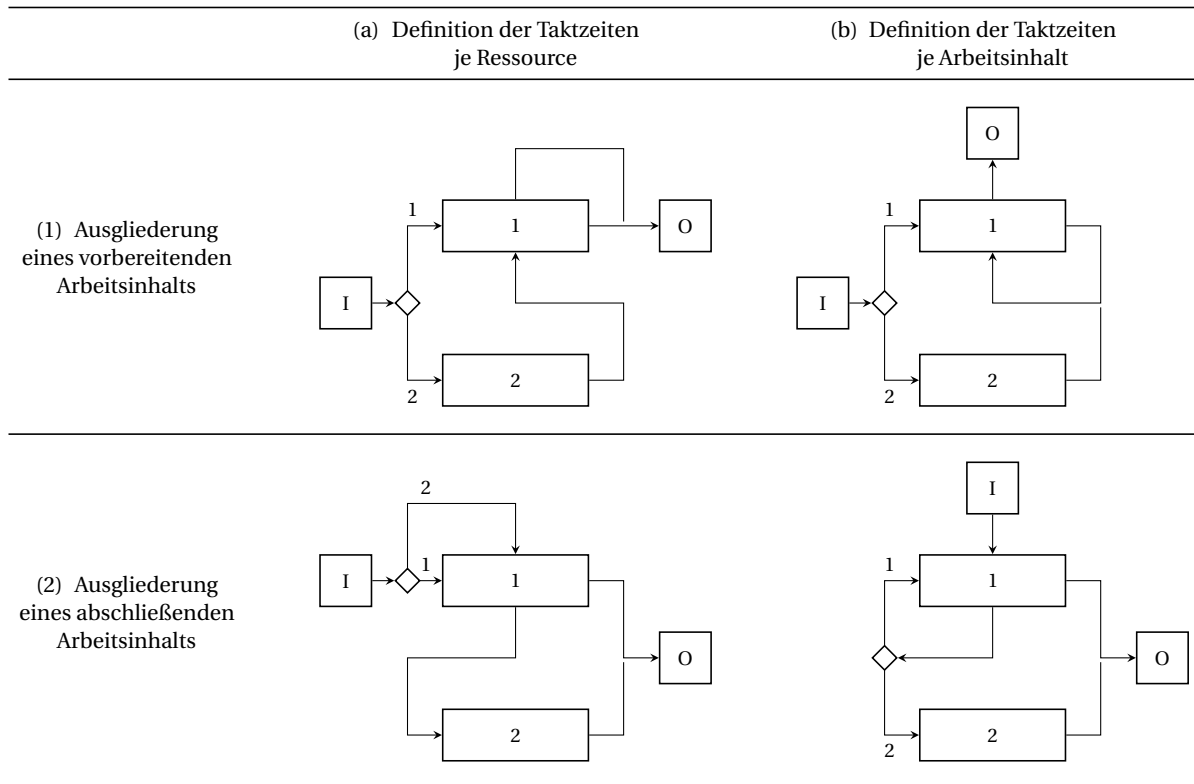 (a) Definition der Taktzeiten
je Ressource
(b) Definition der Taktzeiten
je Arbeitsinhalt
(1) Ausgliederung
eines vorbereitenden
Arbeitsinhalts
I
1
2
1
2
O
I
1
2
1
2
O
(2) Ausgliederung
eines abschließenden
Arbeitsinhalts
I
2
1
1
2
O
I
1
2
1
2
O